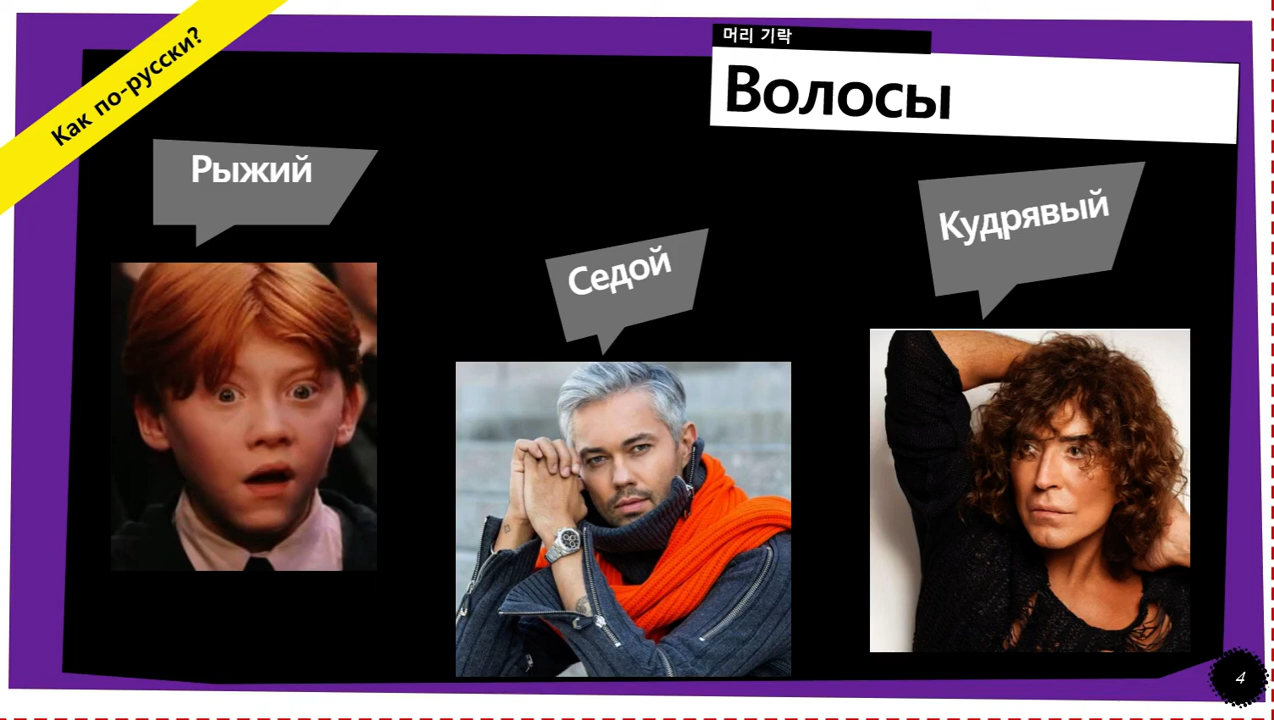 Как по-русски?
머리 기락
Волосы
Рыжий
Седой
Кудрявый
4